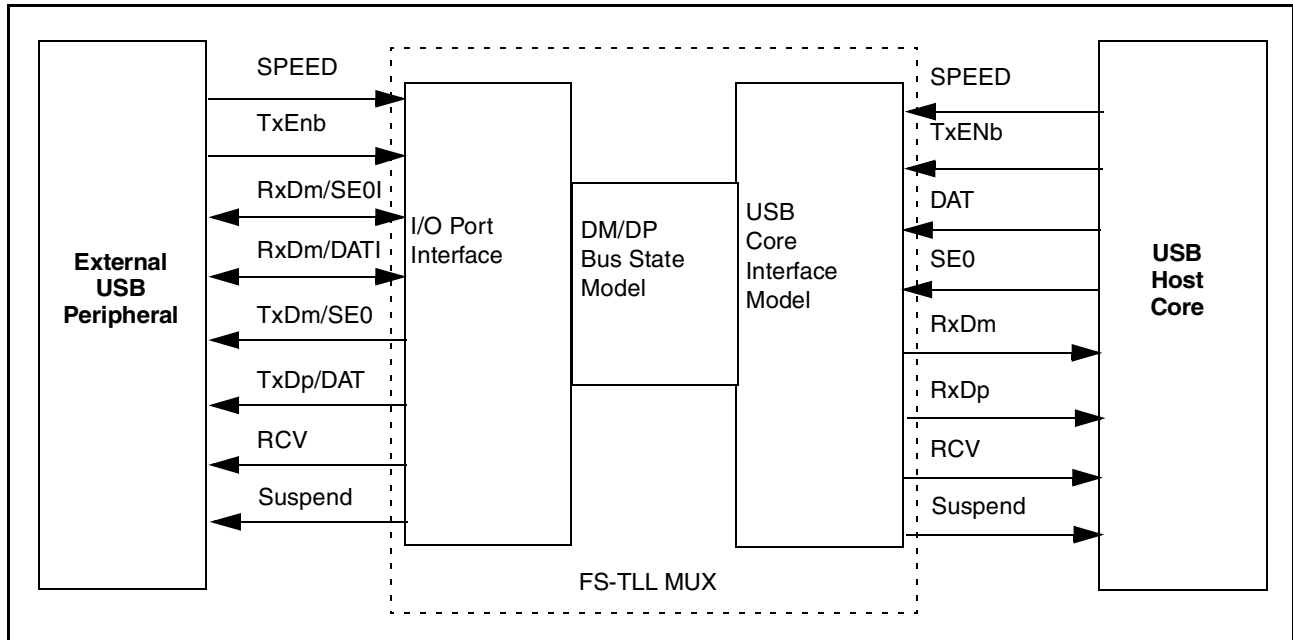 External
USB
Peripheral
SPEED
TxEnb
RxDm/SE0I
RxDm/DATI
TxDm/SE0
TxDp/DAT
RCV
Suspend
I/O Port
Interface
DM/DP
Bus State
Model
USB
Core
Interface
Model
FS-TLL MUX
SPEED
TxENb
DAT
SE0
RxDm
RxDp
RCV
Suspend
USB
Host
Core